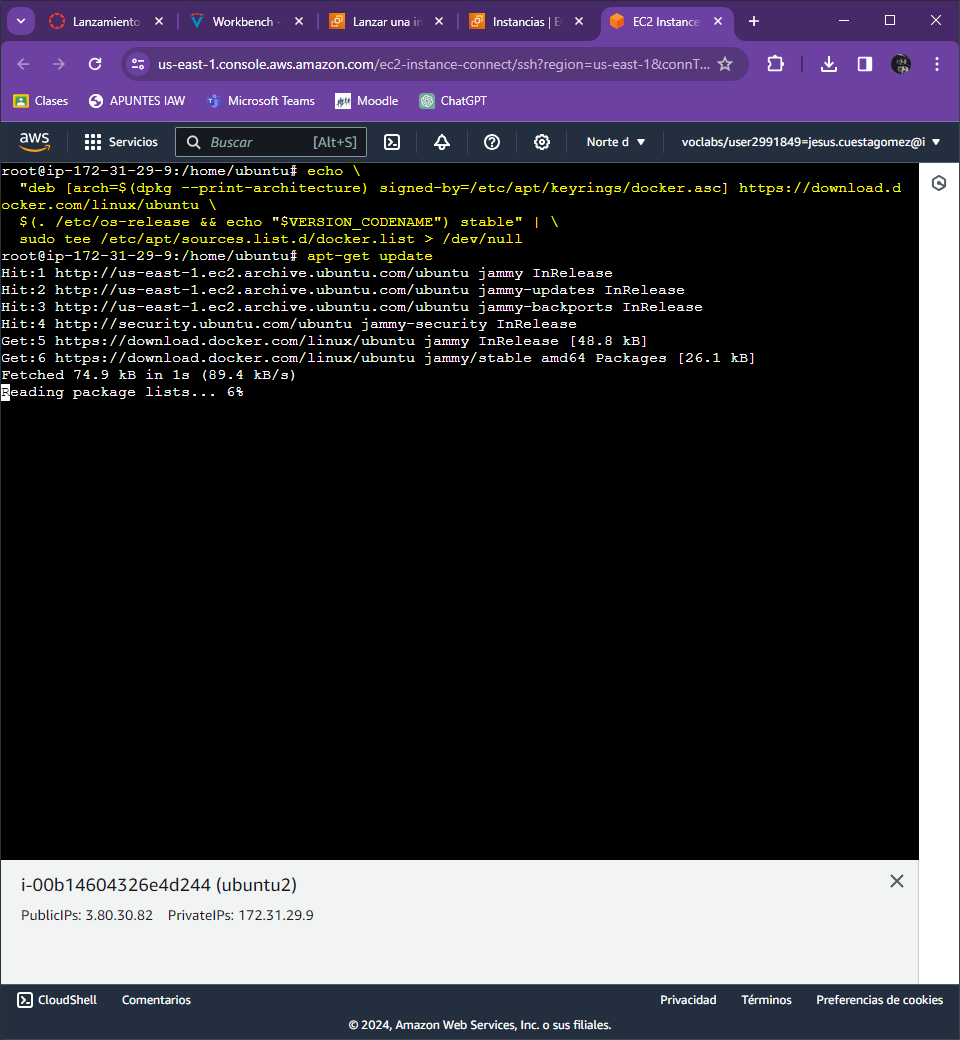 Lanzamiento
Workbench -
Lanzar una in
Instancias | E
EC2 Instance
us-east-1.console.aws.amazon.com/ec2-instance-connect/ssh?region=us-east-1&connT...
Clases
APUNTES IAW
Microsoft Teams
Moodle
ChatGPT
aws
Servicios
Buscar
[Alt+S]
Norte d
voclabs/user2991849=jesus.cuestagomez@i
root@ip-172-31-29-9:/home/ubuntu# echo \
"deb [arch=$(dpkg --print-architecture) signed-by=/etc/apt/keyrings/docker.asc] https://download.d
ocker.com/linux/ubuntu \
$(. /etc/os-release && echo "$VERSION_CODENAME") stable" | \
sudo tee /etc/apt/sources.list.d/docker.list > /dev/null
root@ip-172-31-29-9:/home/ubuntu# apt-get update
Hit:1 http://us-east-1.ec2.archive.ubuntu.com/ubuntu jammy InRelease
Hit:2 http://us-east-1.ec2.archive.ubuntu.com/ubuntu jammy-updates InRelease
Hit:3 http://us-east-1.ec2.archive.ubuntu.com/ubuntu jammy-backports InRelease
Hit:4 http://security.ubuntu.com/ubuntu jammy-security InRelease
Get:5 https://download.docker.com/linux/ubuntu jammy InRelease [48.8 kB]
Get:6 https://download.docker.com/linux/ubuntu jammy/stable amd64 Packages [26.1 kB]
Fetched 74.9 kB in 1s (89.4 kB/s)
Reading package lists... 6%
i-00b14604326e4d244 (ubuntu2)
PublicIPs: 3.80.30.82 PrivateIPs: 172.31.29.9
CloudShell
Comentarios
Privacidad
Términos
Preferencias de cookies
© 2024, Amazon Web Services, Inc. o sus filiales.